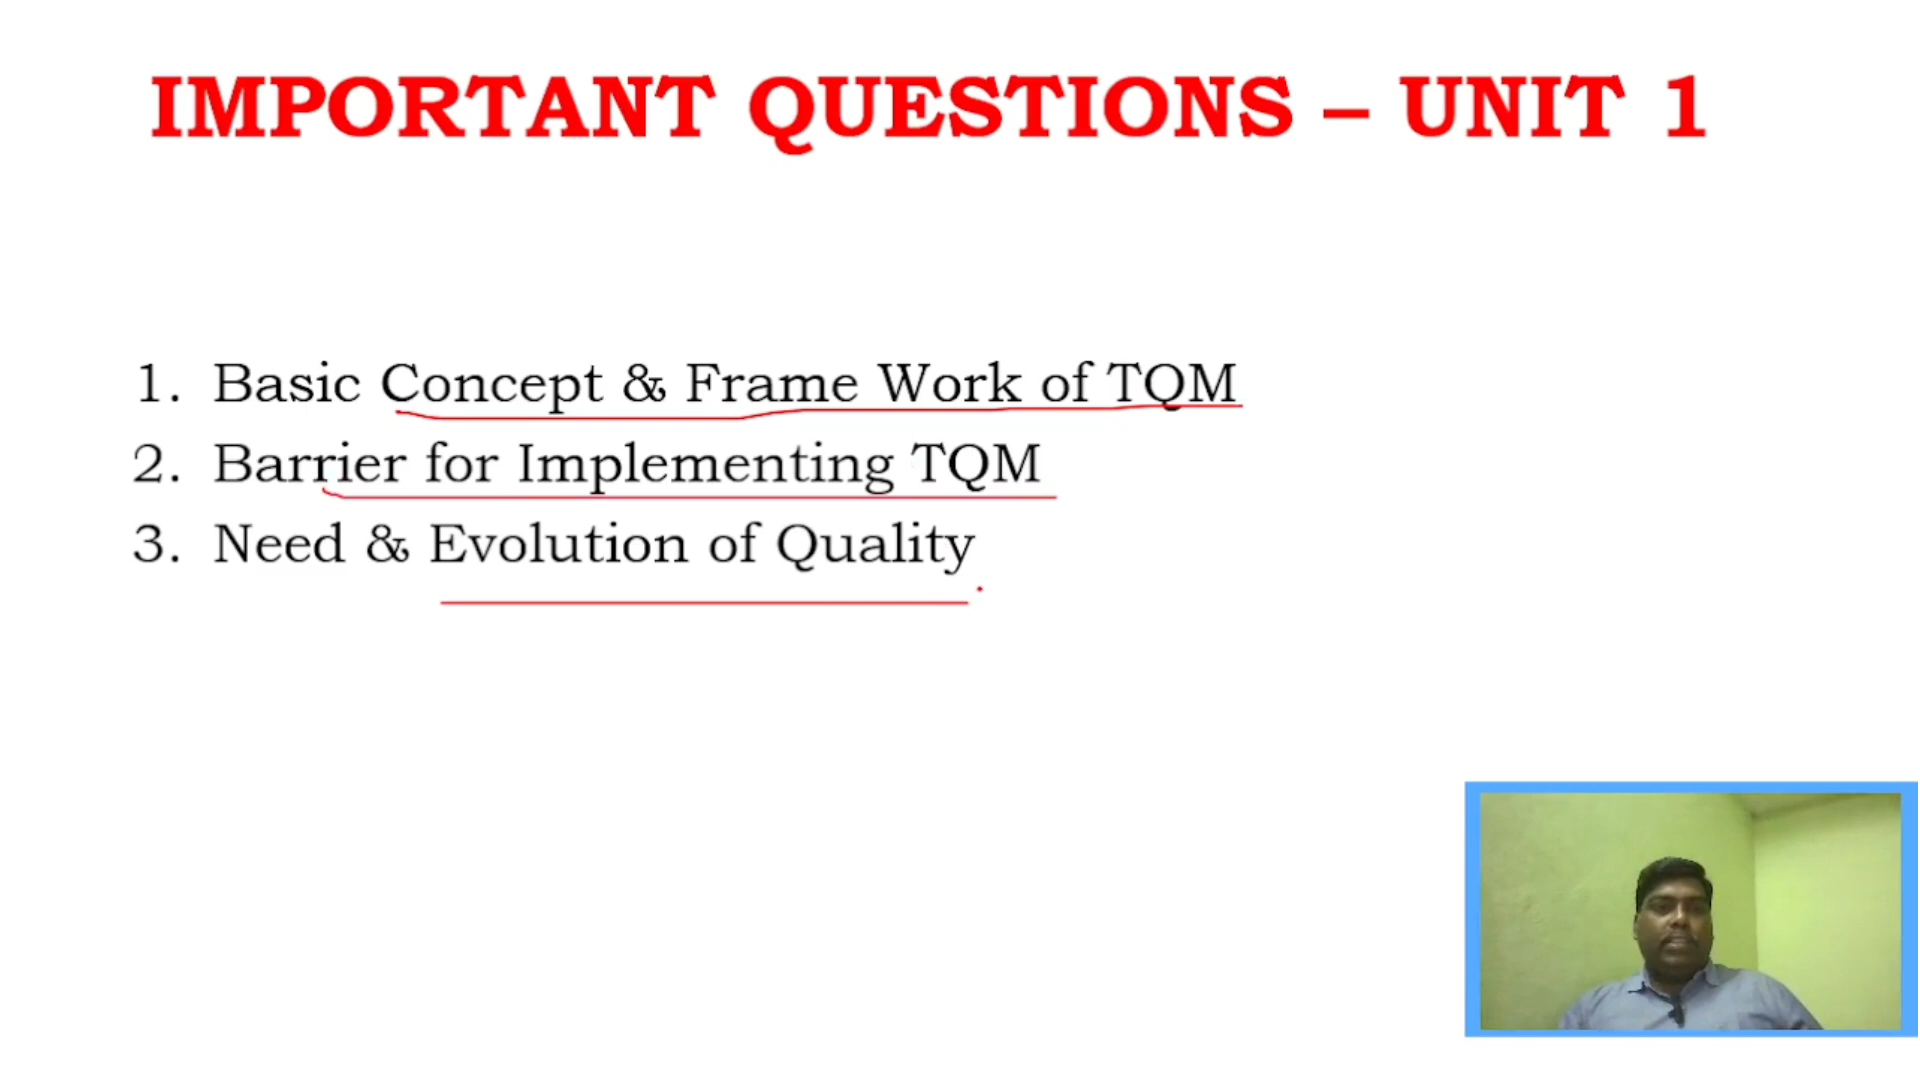 IMPORTANT QUESTIONS – UNIT 1
1. Basic Concept & Frame Work of TQM
2. Barrier for Implementing TQM
3. Need & Evolution of Quality